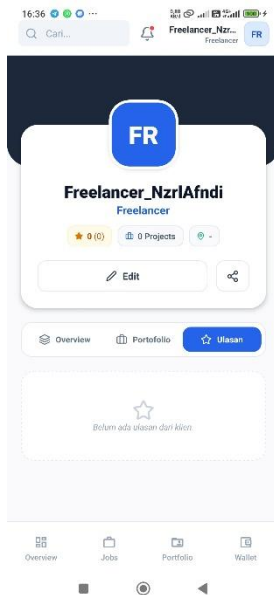 16:36
Cari...
Freelancer_Nzr...
Freelancer
FR
FR
Freelancer_NzrlAfndi
Freelancer
0 (0)
0 Projects
-
Edit
Overview
Portofolio
Ulasan
Belum ada ulasan dari klien
Overview
Jobs
Portfolio
Wallet